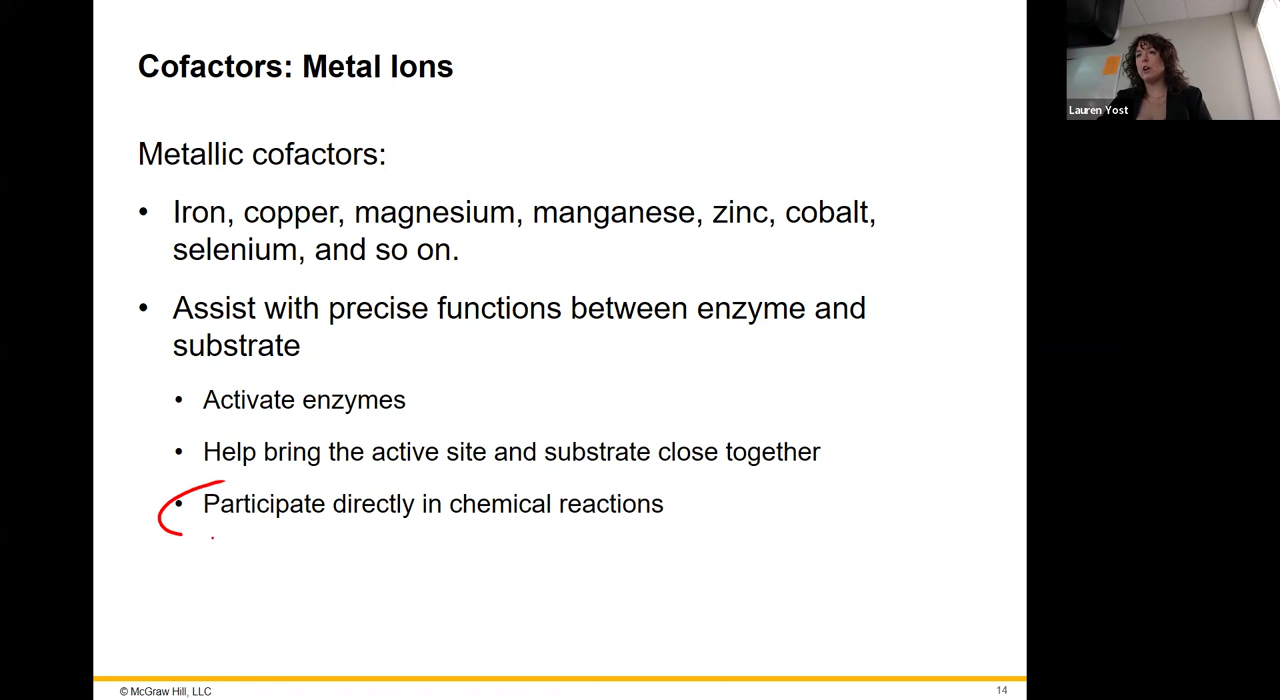 Cofactors: Metal Ions
Lauren Yost
Metallic cofactors:
• Iron, copper, magnesium, manganese, zinc, cobalt,
selenium, and so on.
• Assist with precise functions between enzyme and
substrate
• Activate enzymes
• Help bring the active site and substrate close together
• Participate directly in chemical reactions
© McGraw Hill, LLC
14